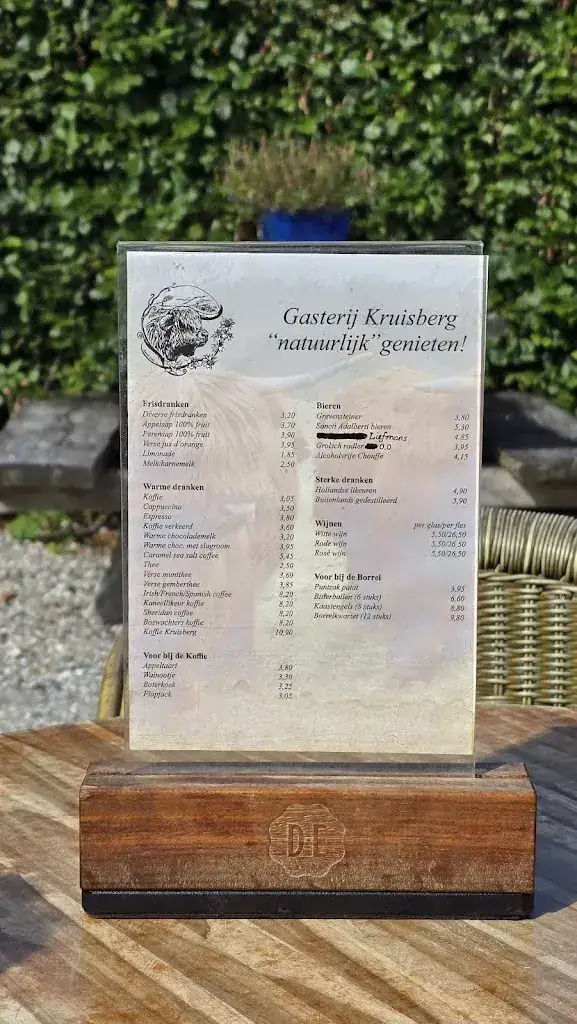 Gasterij Kruisberg
“natuurlijk” genieten!
Frisdranken
Diverse frisdranken 3,20
Appelsap 100% fruit 3,70
Perensap 100% fruit 3,90
Verse jus d'orange 3,95
Limonade 1,85
Melk/karnemelk 2,50
Warme dranken
Koffie 3,05
Cappuccino 3,50
Espresso 3,80
Koffie verkeerd 3,60
Warme chocolademelk 3,20
Warme choc. met slagroom 3,95
Caramel sea salt coffee 5,45
Thee 2,50
Verse muntthee 3,60
Verse gemberthee 3,85
Irish/French/Spanish coffee 8,20
Kaneellikeur koffie 8,20
Sheridan coffee 8,20
Boswachters koffie 8,20
Koffie Kruisberg 10,90
Voor bij de Koffie
Appeltaart 3,80
Walnootje 3,30
Boterkoek 3,25
Flapjack 3,05
Bieren
Grevensteiner 3,80
Sancti Adalberti bieren 5,30
Liefmans 4,85
Grolsch radler 0.0 3,95
Alcoholvrije Chouffe 4,15
Sterke dranken
Hollandse likeuren 4,90
Buitenlands gedestilleerd 5,90
Wijnen per glas/per fles
Witte wijn 5,50/26,50
Rode wijn 5,50/26,50
Rosé wijn 5,50/26,50
Voor bij de Borrel
Puntzak patat 3,95
Bitterballen (6 stuks) 6,60
Kaastengels (8 stuks) 8,80
Borrelkwartet (12 stuks) 9,80
D·E